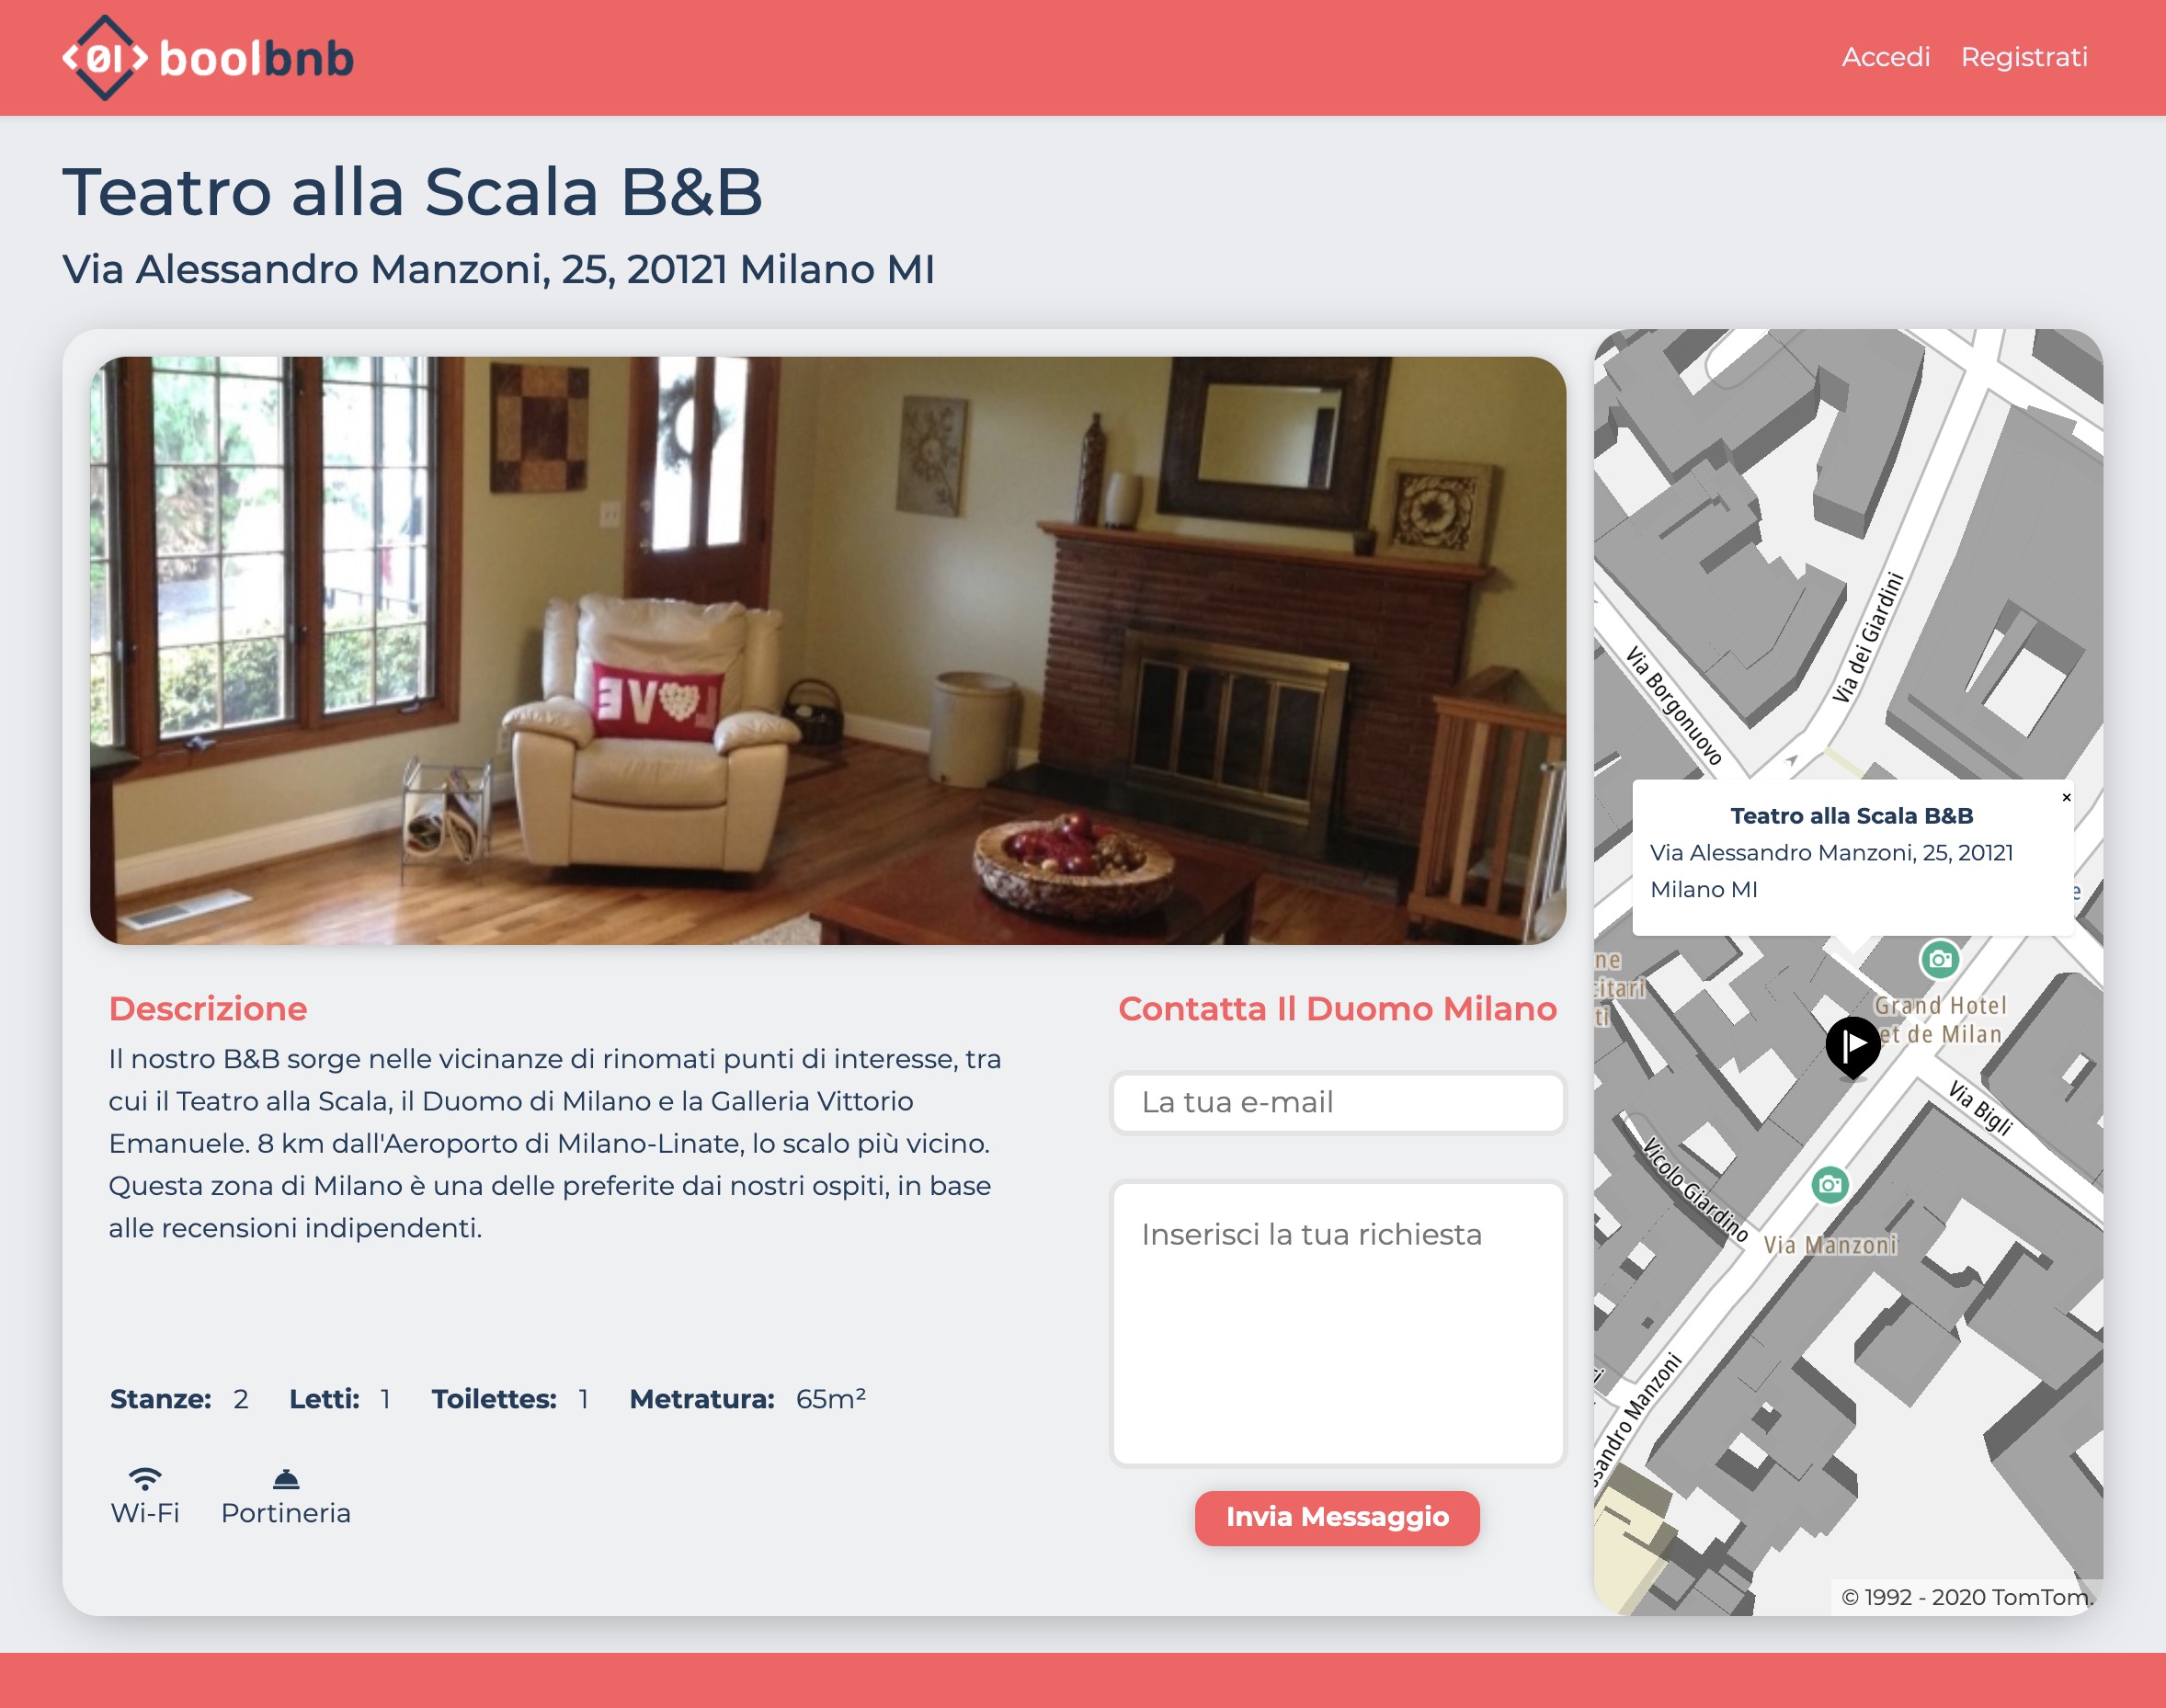 boolbnb
Accedi Registrati
Teatro alla Scala B&B
Via Alessandro Manzoni, 25, 20121 Milano MI
Descrizione
Il nostro B&B sorge nelle vicinanze di rinomati punti di interesse, tra
cui il Teatro alla Scala, il Duomo di Milano e la Galleria Vittorio
Emanuele. 8 km dall'Aeroporto di Milano-Linate, lo scalo più vicino.
Questa zona di Milano è una delle preferite dai nostri ospiti, in base
alle recensioni indipendenti.
Stanze: 2 Letti: 1 Toilettes: 1 Metratura: 65m²
Wi-Fi Portineria
Contatta Il Duomo Milano
La tua e-mail
Inserisci la tua richiesta
Invia Messaggio
Via dei Giardini
Via Borgonuovo
×
Teatro alla Scala B&B
Via Alessandro Manzoni, 25, 20121
Milano MI
Grand Hotel
et de Milan
Via Bigli
Vicolo Giardino
Via Manzoni
ssandro Manzoni
© 1992 - 2020 TomTom.